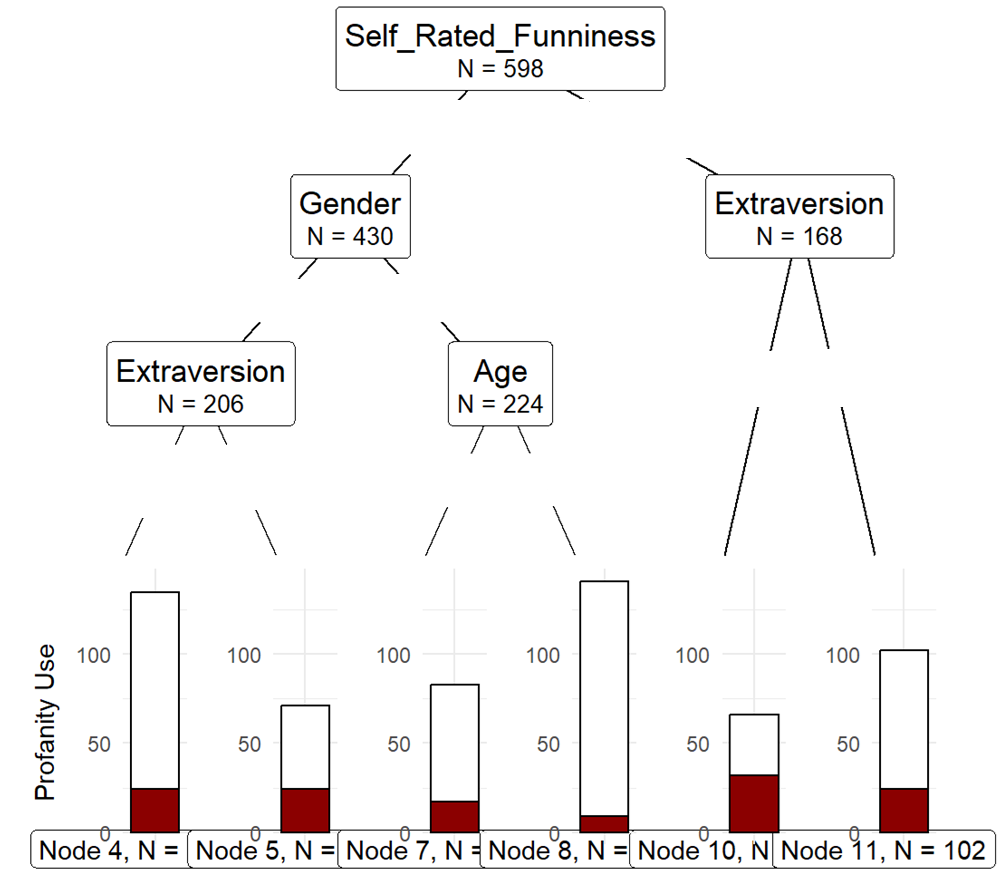 Self_Rated_Funniness
N = 598
Gender
N = 430
Extraversion
N = 168
Extraversion
N = 206
Age
N = 224
Profanity Use
100
50
0
100
50
0
100
50
0
100
50
0
100
50
0
100
50
0
Node 4, N =
Node 5, N =
Node 7, N =
Node 8, N =
Node 10, N
Node 11, N = 102